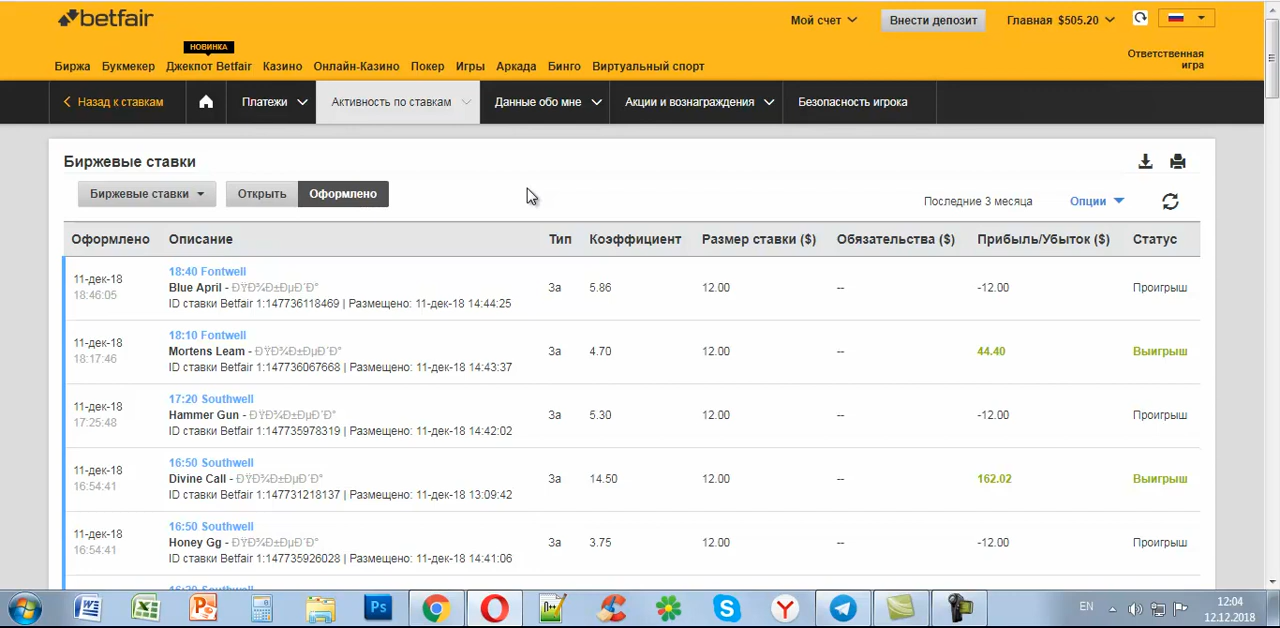 betfair
Мой счет
Внести депозит
Главная $505.20
Ответственная
игра
НОВИНКА
Биржа Букмекер Джекпот Betfair Казино Онлайн-Казино Покер Игры Аркада Бинго Виртуальный спорт
Назад к ставкам Платежи Активность по ставкам Данные обо мне Акции и вознаграждения Безопасность игрока
Биржевые ставки
Биржевые ставки Открыть Оформлено
Последние 3 месяца Опции
Оформлено Описание Тип Коэффициент Размер ставки ($) Обязательства ($) Прибыль/Убыток ($) Статус
18:40 Fontwell
11-дек-18
18:46:05
Blue April - ÐŸÐ¾Ð±ÐµÐ´Ð° За 5.86 12.00 -- -12.00 Проигрыш
ID ставки Betfair 1:147736118469 | Размещено: 11-дек-18 14:44:25
18:10 Fontwell
11-дек-18
18:17:46
Mortens Leam - ÐŸÐ¾Ð±ÐµÐ´Ð° За 4.70 12.00 -- 44.40 Выигрыш
ID ставки Betfair 1:147736067668 | Размещено: 11-дек-18 14:43:37
17:20 Southwell
11-дек-18
17:25:48
Hammer Gun - ÐŸÐ¾Ð±ÐµÐ´Ð° За 5.30 12.00 -- -12.00 Проигрыш
ID ставки Betfair 1:147735978319 | Размещено: 11-дек-18 14:42:02
16:50 Southwell
11-дек-18
16:54:41
Divine Call - ÐŸÐ¾Ð±ÐµÐ´Ð° За 14.50 12.00 -- 162.02 Выигрыш
ID ставки Betfair 1:147731218137 | Размещено: 11-дек-18 13:09:42
16:50 Southwell
11-дек-18
16:54:41
Honey Gg - ÐŸÐ¾Ð±ÐµÐ´Ð° За 3.75 12.00 -- -12.00 Проигрыш
ID ставки Betfair 1:147735926028 | Размещено: 11-дек-18 14:41:06
Ps
EN
12:04
12.12.2018